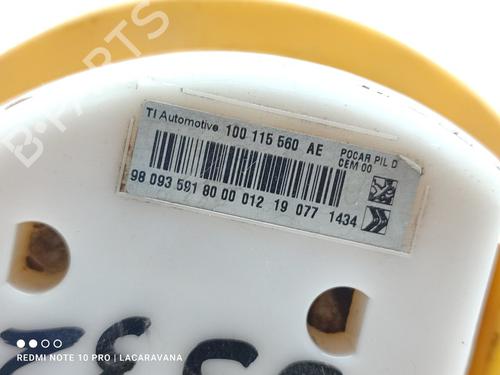 B-PARTS
TI Automotive 100 115 560 AE
POCAR PIL D
CEM 00
98 093 591 80 00 012 19 077 1434
REDMI NOTE 10 PRO | LACARAVANA